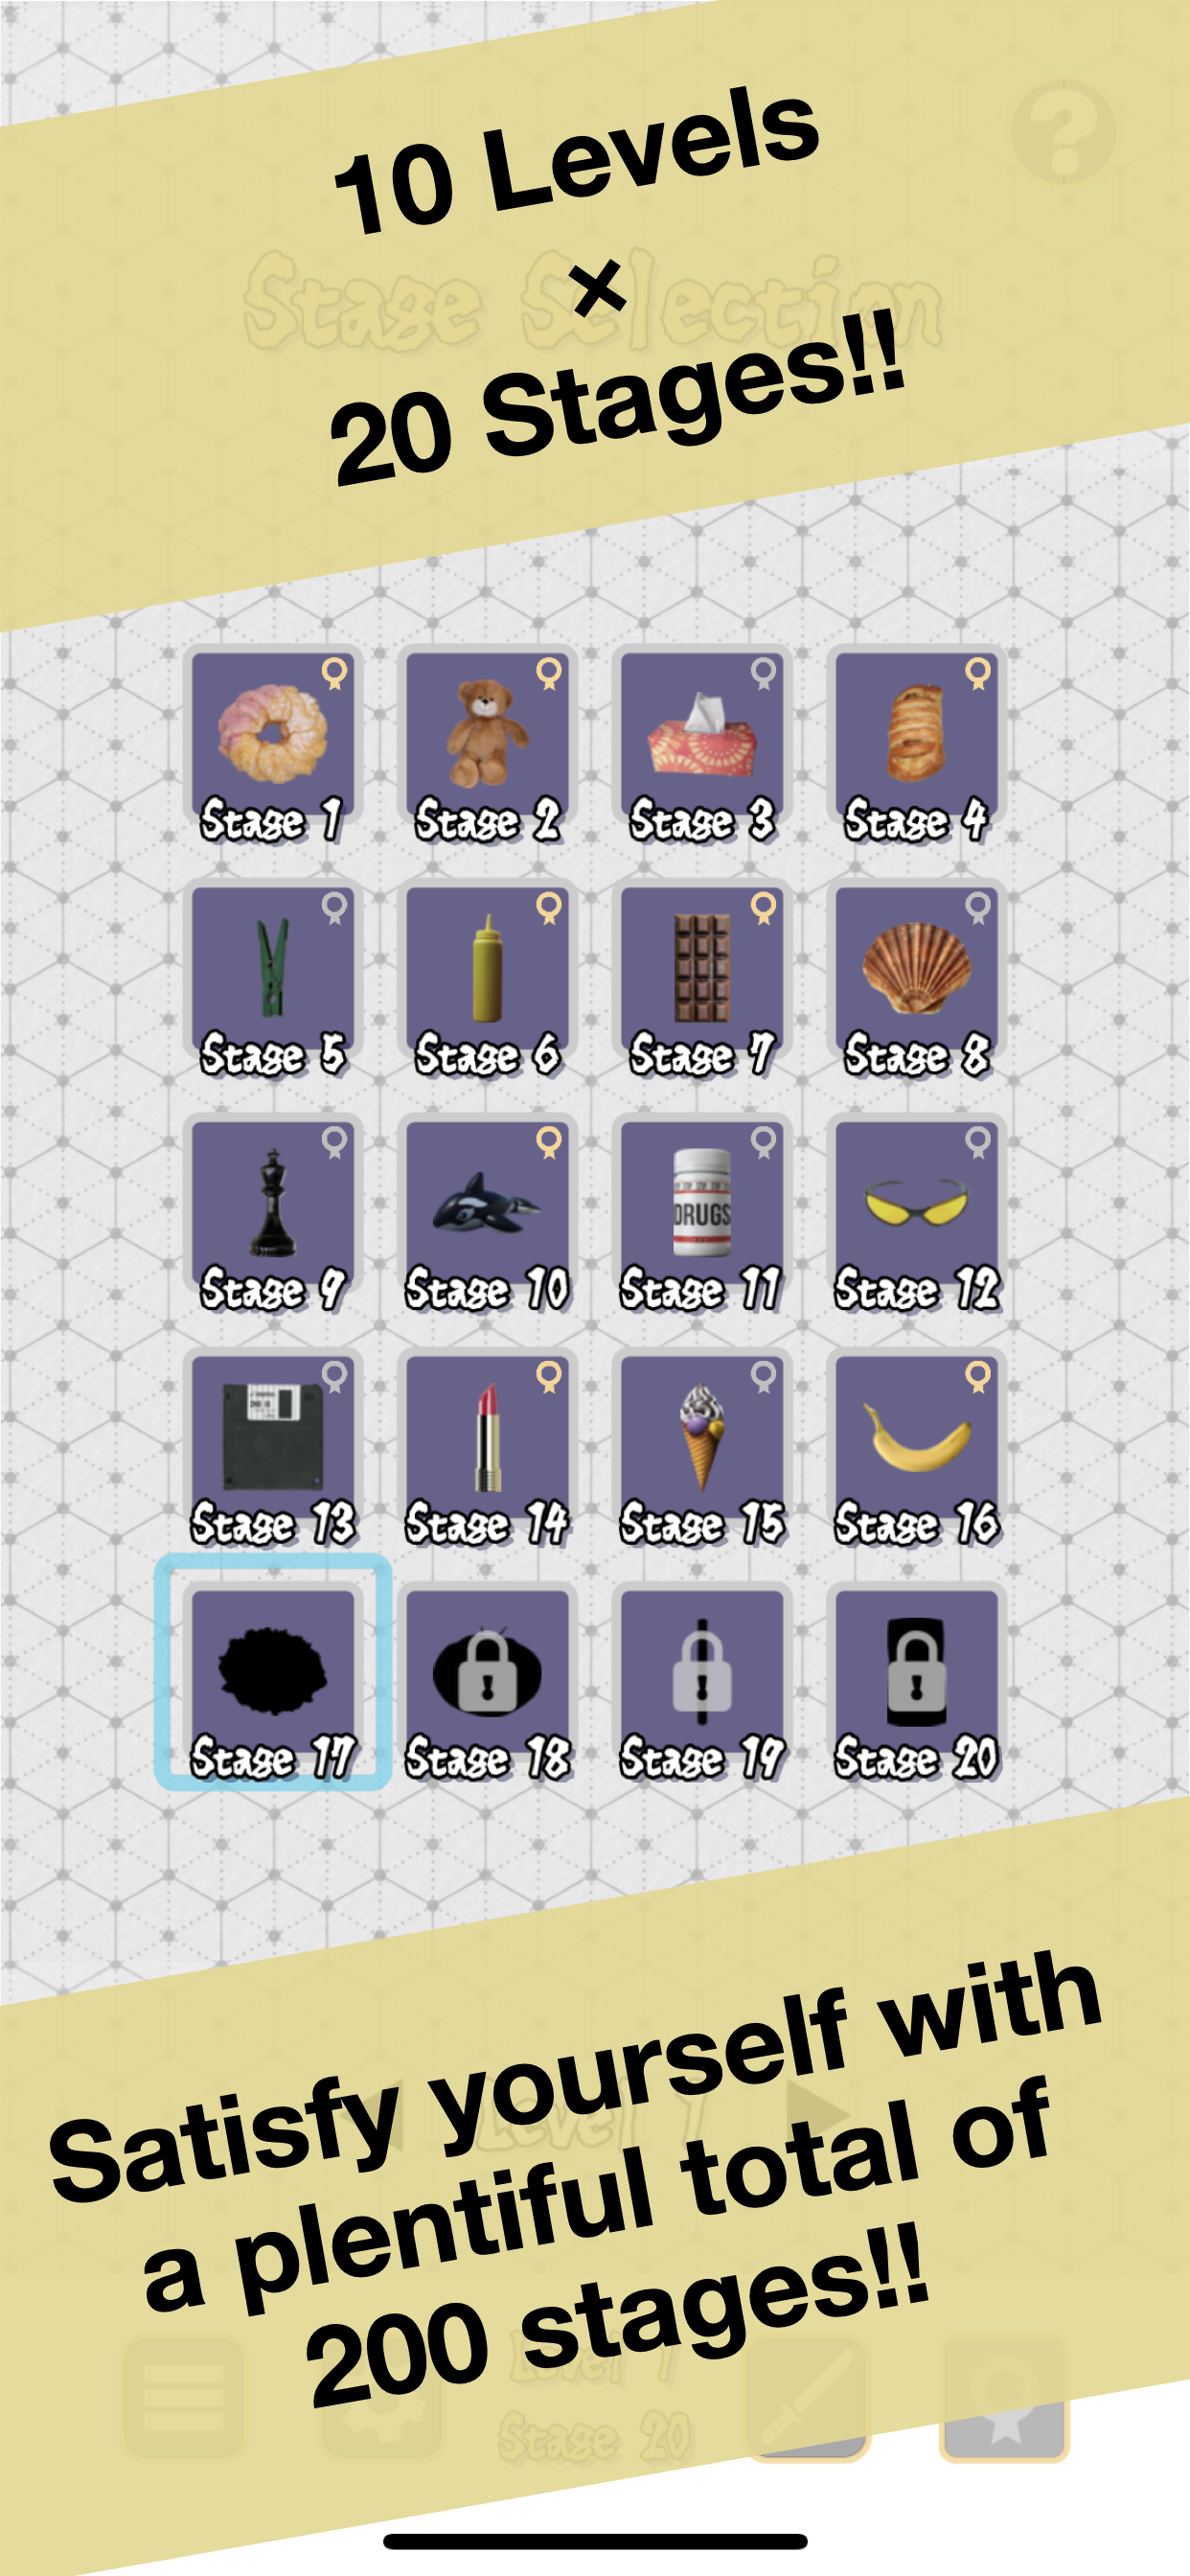 10 Levels
×
20 Stages!!
?
Stage Selection
Stage 1
Stage 2
Stage 3
Stage 4
Stage 5
Stage 6
Stage 7
Stage 8
Stage 9
Stage 10
DRUGS
Stage 11
Stage 12
Stage 13
Stage 14
Stage 15
Stage 16
Stage 17
Stage 18
Stage 19
Stage 20
Satisfy yourself with
a plentiful total of
200 stages!!
Level 1
Level 1
Stage 20